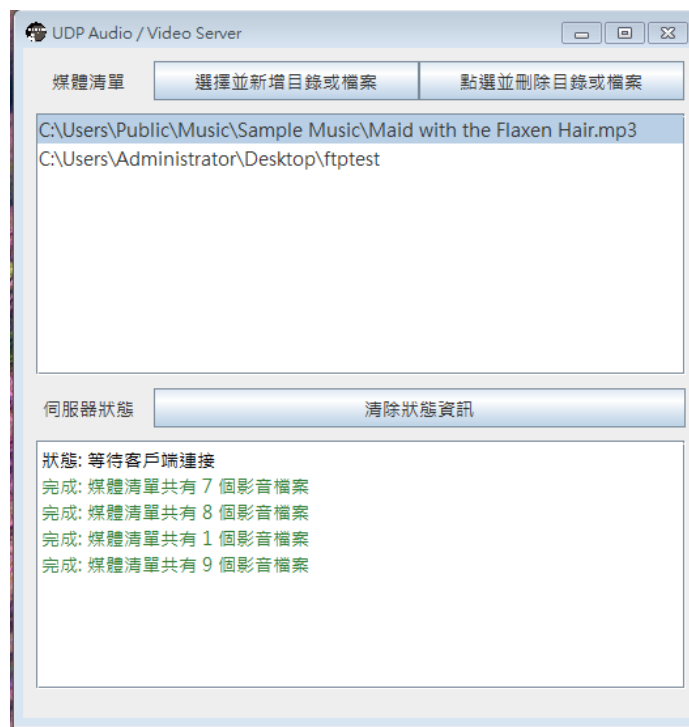 UDP Audio / Video Server
媒體清單 選擇並新增目錄或檔案 點選並刪除目錄或檔案
C:\Users\Public\Music\Sample Music\Maid with the Flaxen Hair.mp3
C:\Users\Administrator\Desktop\ftptest
伺服器狀態 清除狀態資訊
狀態: 等待客戶端連接
完成: 媒體清單共有 7 個影音檔案
完成: 媒體清單共有 8 個影音檔案
完成: 媒體清單共有 1 個影音檔案
完成: 媒體清單共有 9 個影音檔案